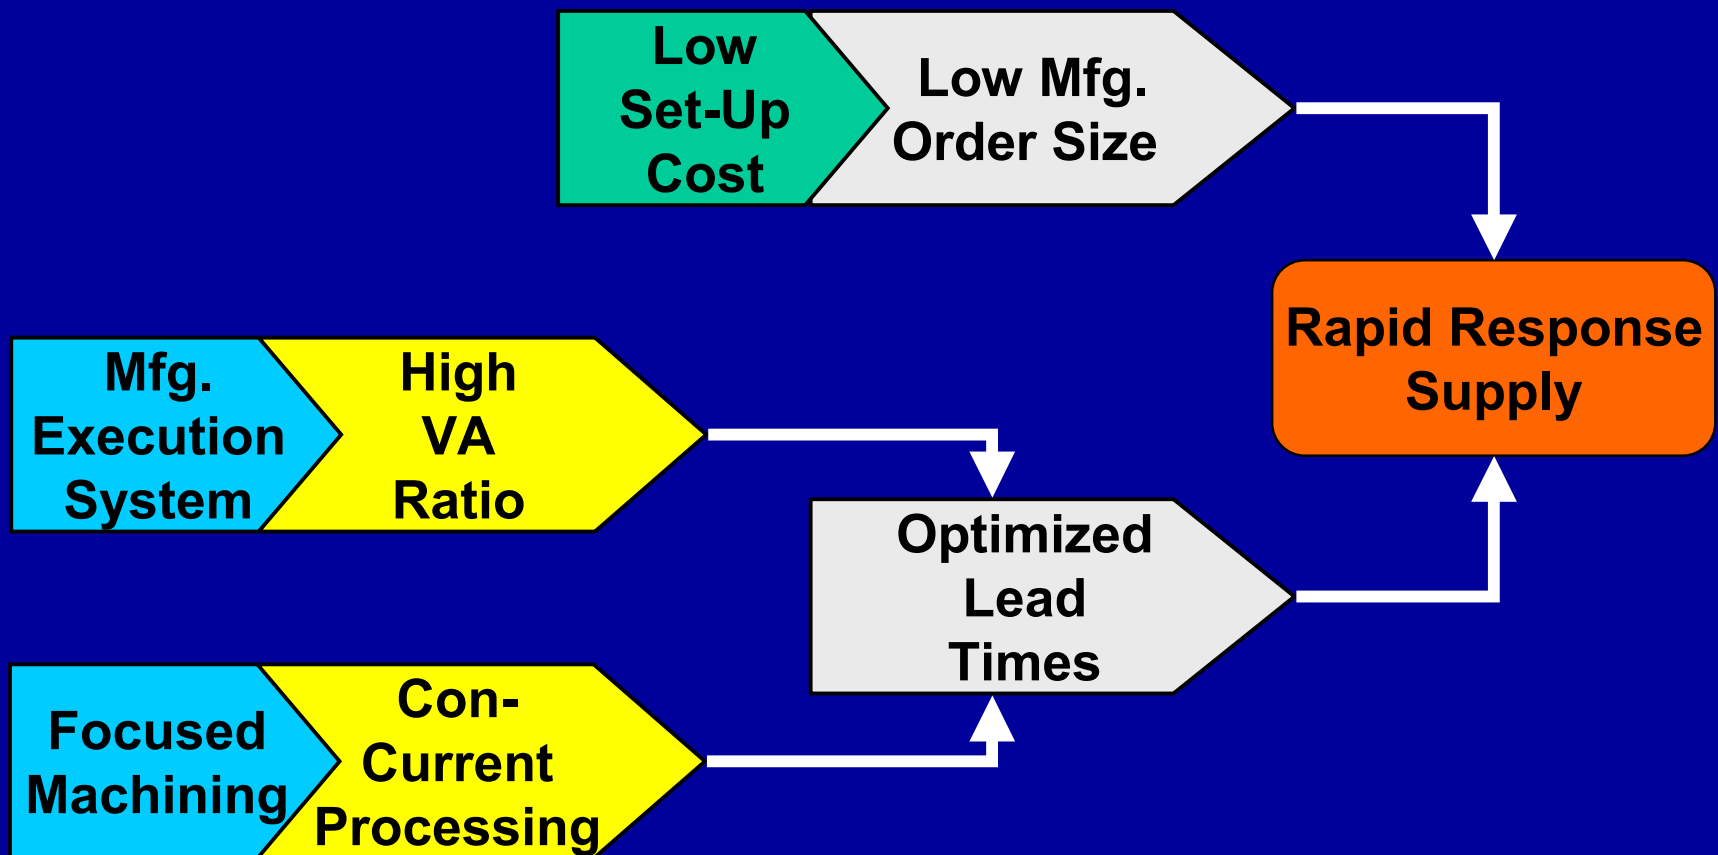 Low
Set-Up
Cost
Low Mfg.
Order Size
Rapid Response
Supply
Mfg.
Execution
System
High
VA
Ratio
Optimized
Lead
Times
Focused
Machining
Con-
Current
Processing